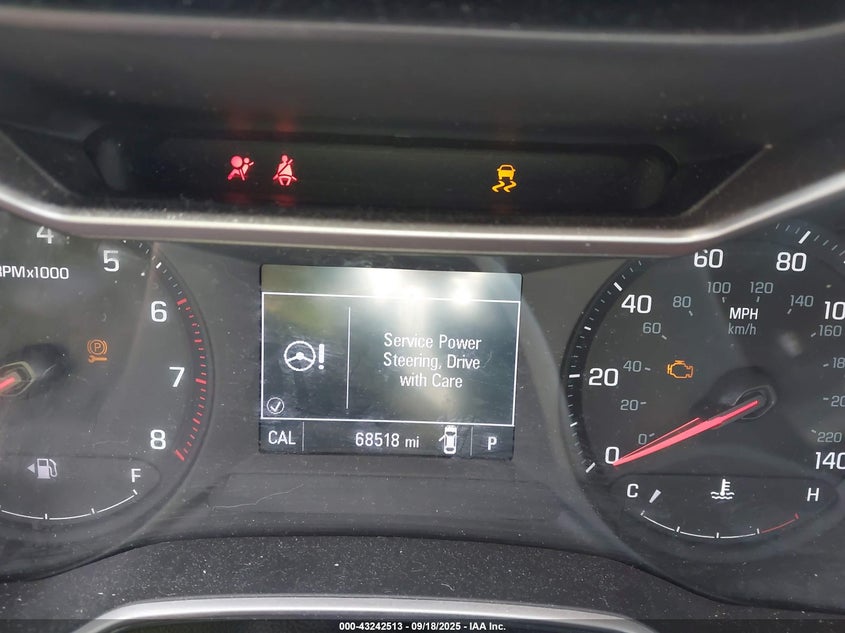 4
5
6
7
8
RPMx1000
P
F
Service Power
Steering, Drive
with Care
CAL 68518 mi P
0
20
40
60
80
140
MPH
km/h
0
20
40
60
80
100
120
140
160
220
C H
000-43242513 - 09/18/2025 - IAA Inc.